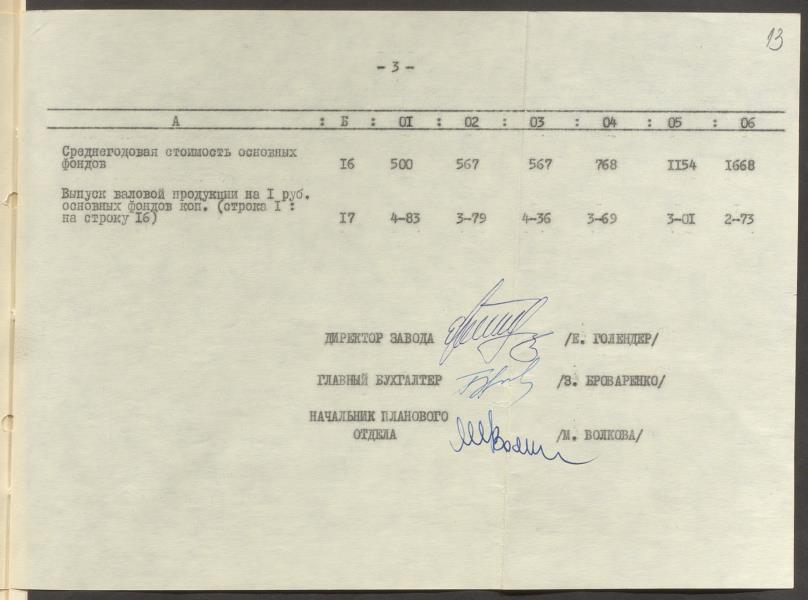 13
- 3 -
А : Б : 01 : 02 : 03 : 04 : 05 : 06
Среднегодовая стоимость основных
фондов 16 500 567 567 768 1154 1668
Выпуск валовой продукции на 1 руб.
основных фондов коп. (строка 1 :
на строку 16) 17 4-83 3-79 4-36 3-69 3-01 2-73
ДИРЕКТОР ЗАВОДА /Е. ГОЛЕНДЕР/
ГЛАВНЫЙ БУХГАЛТЕР /З. БРОВАРЕНКО/
НАЧАЛЬНИК ПЛАНОВОГО
ОТДЕЛА /М. ВОЛКОВА/